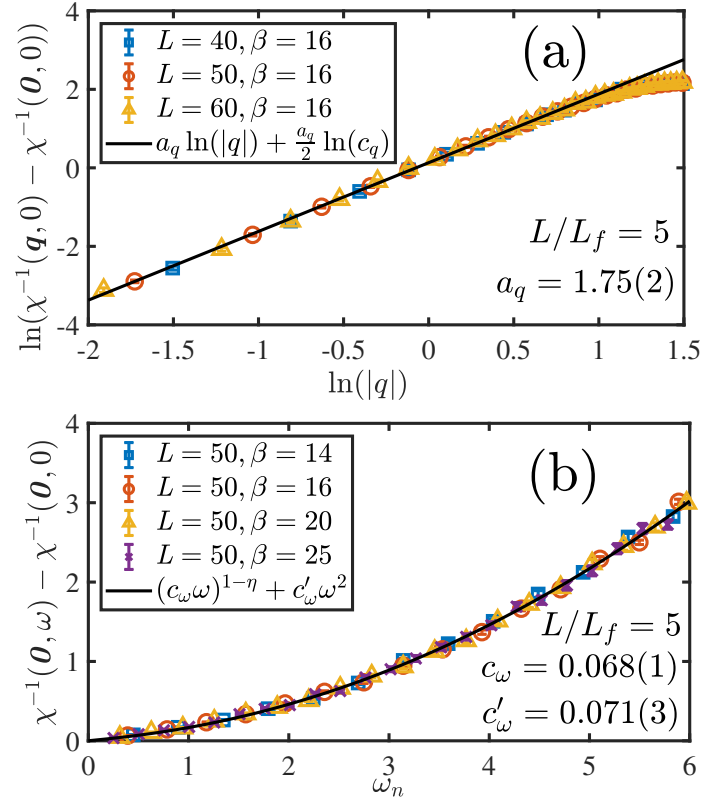 (a)
L = 40, β = 16
L = 50, β = 16
L = 60, β = 16
a_q ln(|q|) + a_q/2 ln(c_q)
L/L_f = 5
a_q = 1.75(2)
ln(χ⁻¹(q, 0) − χ⁻¹(O, 0))
4
2
0
-2
-4
-2 -1.5 -1 -0.5 0 0.5 1 1.5
ln(|q|)
(b)
L = 50, β = 14
L = 50, β = 16
L = 50, β = 20
L = 50, β = 25
(c_ω ω)^{1−η} + c'_ω ω²
L/L_f = 5
c_ω = 0.068(1)
c'_ω = 0.071(3)
χ⁻¹(O, ω) − χ⁻¹(O, 0)
4
3
2
1
0
0 1 2 3 4 5 6
ω_n